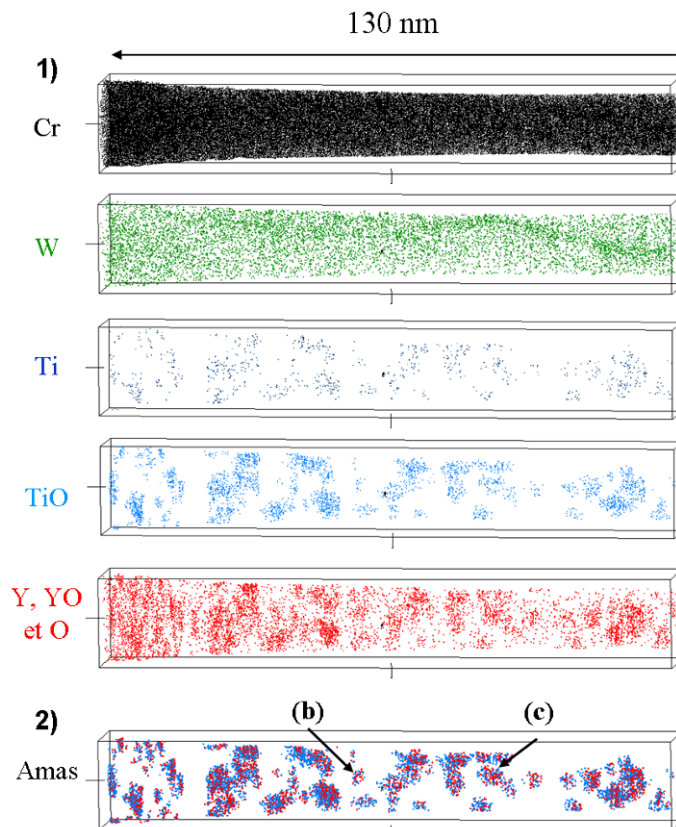 130 nm
1)
Cr
W
Ti
TiO
Y, YO
et O
2)
(b)
(c)
Amas